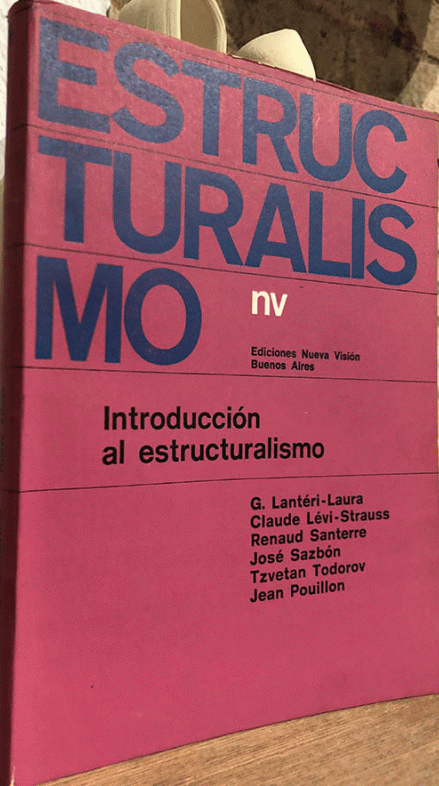 ESTRUC
TURALIS
MO
nv
Ediciones Nueva Visión
Buenos Aires
Introducción
al estructuralismo
G. Lantéri-Laura
Claude Lévi-Strauss
Renaud Santerre
José Sazbón
Tzvetan Todorov
Jean Pouillon